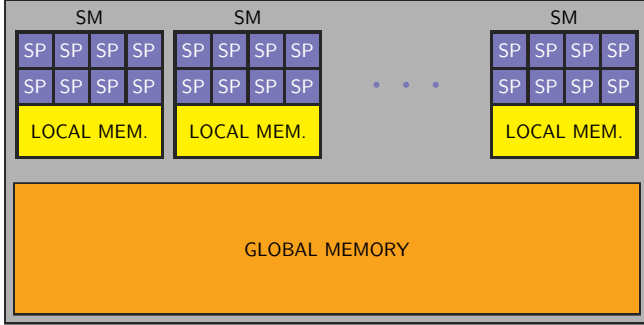 SM SM SM
SP SP SP SP SP SP SP SP SP SP SP SP
SP SP SP SP SP SP SP SP . . . SP SP SP SP
LOCAL MEM. LOCAL MEM. LOCAL MEM.
GLOBAL MEMORY